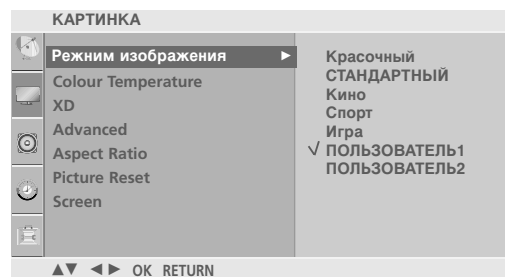 КАРТИНКА
Режним изображения ►
Colour Temperature
XD
Advanced
Aspect Ratio
Picture Reset
Screen
Красочный
СТАНДАРТНЫЙ
Кино
Спорт
Игра
√ ПОЛЬЗОВАТЕЛЬ1
ПОЛЬЗОВАТЕЛЬ2
▲▼ ◄► OK RETURN